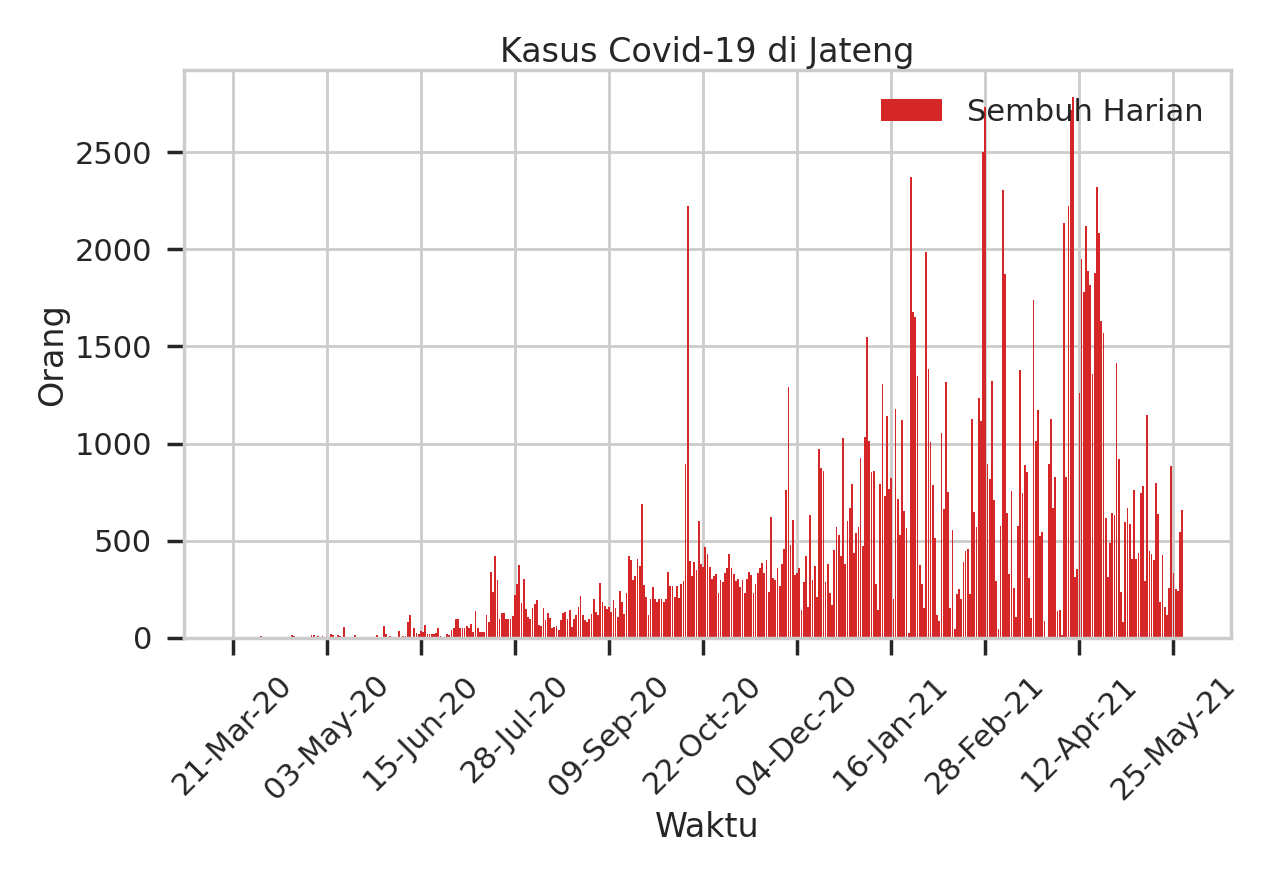 Kasus Covid-19 di Jateng
Sembuh Harian
Orang
2500
2000
1500
1000
500
0
21-Mar-20
03-May-20
15-Jun-20
28-Jul-20
09-Sep-20
22-Oct-20
04-Dec-20
16-Jan-21
28-Feb-21
12-Apr-21
25-May-21
Waktu